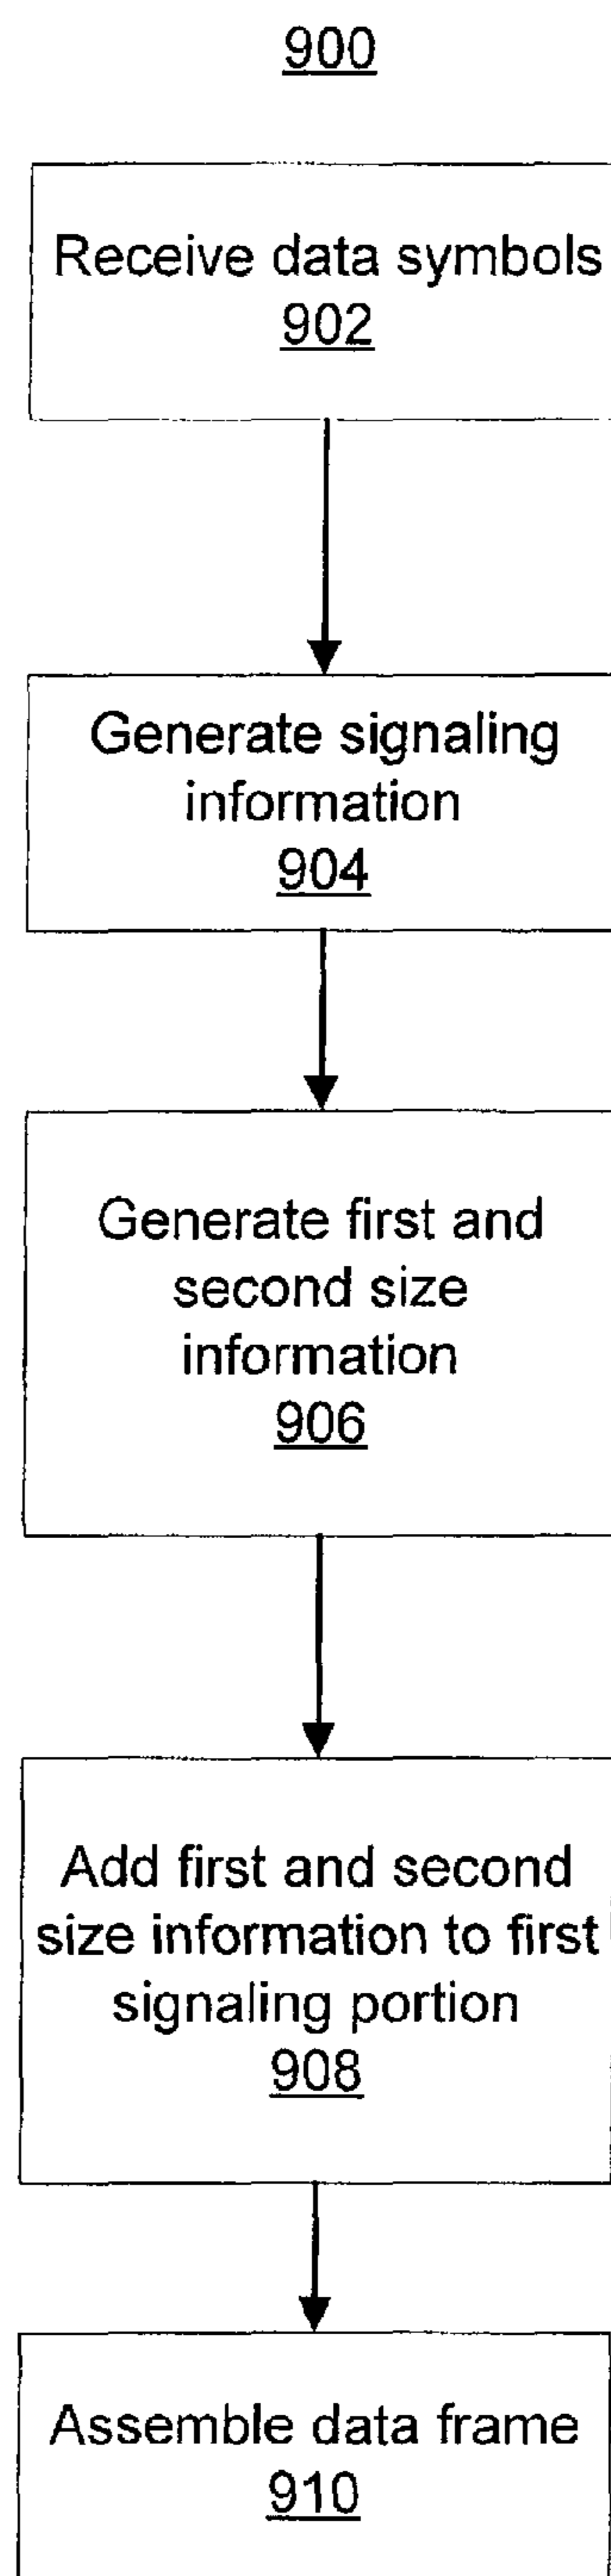 900
Receive data symbols
902
Generate signaling
information
904
Generate first and
second size
information
906
Add first and second
size information to first
signaling portion
908
Assemble data frame
910